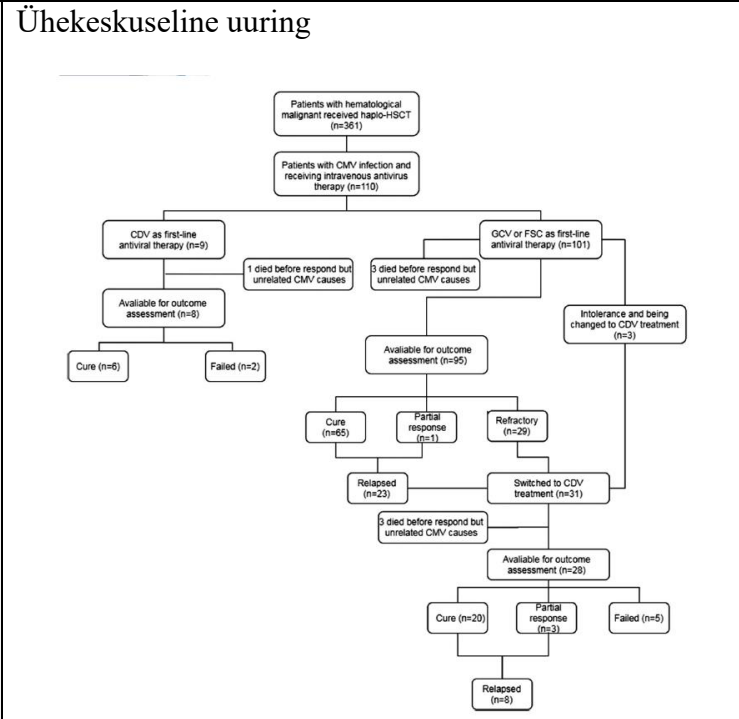 Ühekeskuseline uuring
Patients with hematological
malignant received haplo-HSCT
(n=361)
Patients with CMV infection and
receiving intravenous antivirus
therapy (n=110)
CDV as first-line
antiviral therapy (n=9)
GCV or FSC as first-line
antiviral therapy (n=101)
1 died before respond but
unrelated CMV causes
3 died before respond but
unrelated CMV causes
Avaliable for outcome
assessment (n=8)
Intolerance and being
changed to CDV treatment
(n=3)
Avaliable for outcome
assessment (n=95)
Cure (n=6)
Failed (n=2)
Cure
(n=65)
Partial
response
(n=1)
Refractory
(n=29)
Relapsed
(n=23)
Switched to CDV
treatment (n=31)
3 died before respond but
unrelated CMV causes
Avaliable for outcome
assessment (n=28)
Cure (n=20)
Partial
response
(n=3)
Failed (n=5)
Relapsed
(n=8)